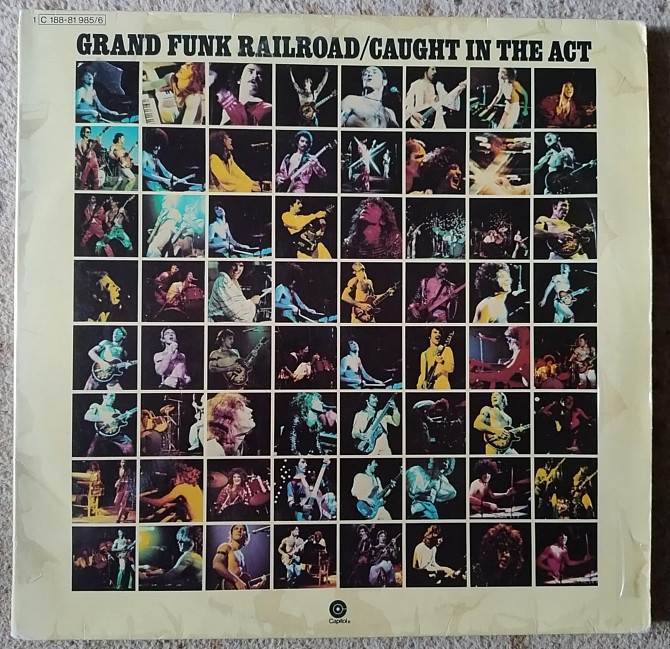 1 C 188-81 985/6
GRAND FUNK RAILROAD/CAUGHT IN THE ACT
Capitol®